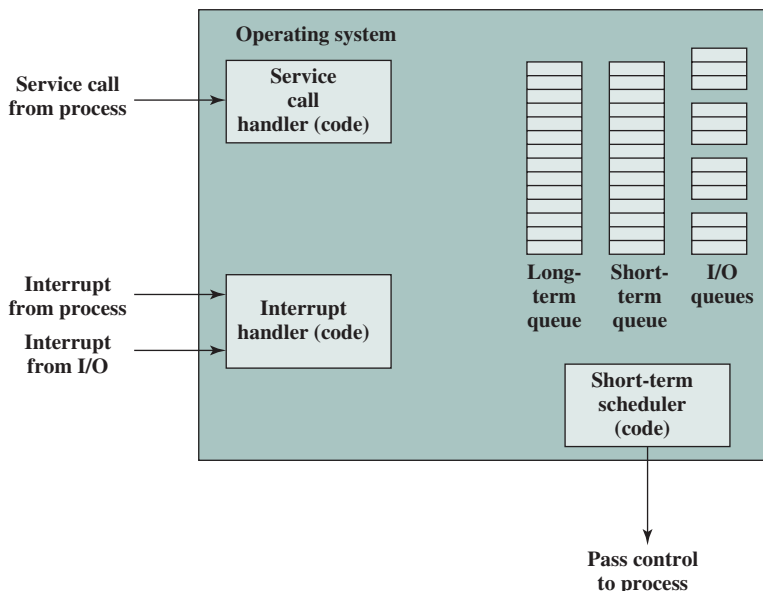 Operating system
Service call
from process
Service
call
handler (code)
Interrupt
from process
Interrupt
from I/O
Interrupt
handler (code)
Long-
term
queue
Short-
term
queue
I/O
queues
Short-term
scheduler
(code)
Pass control
to process